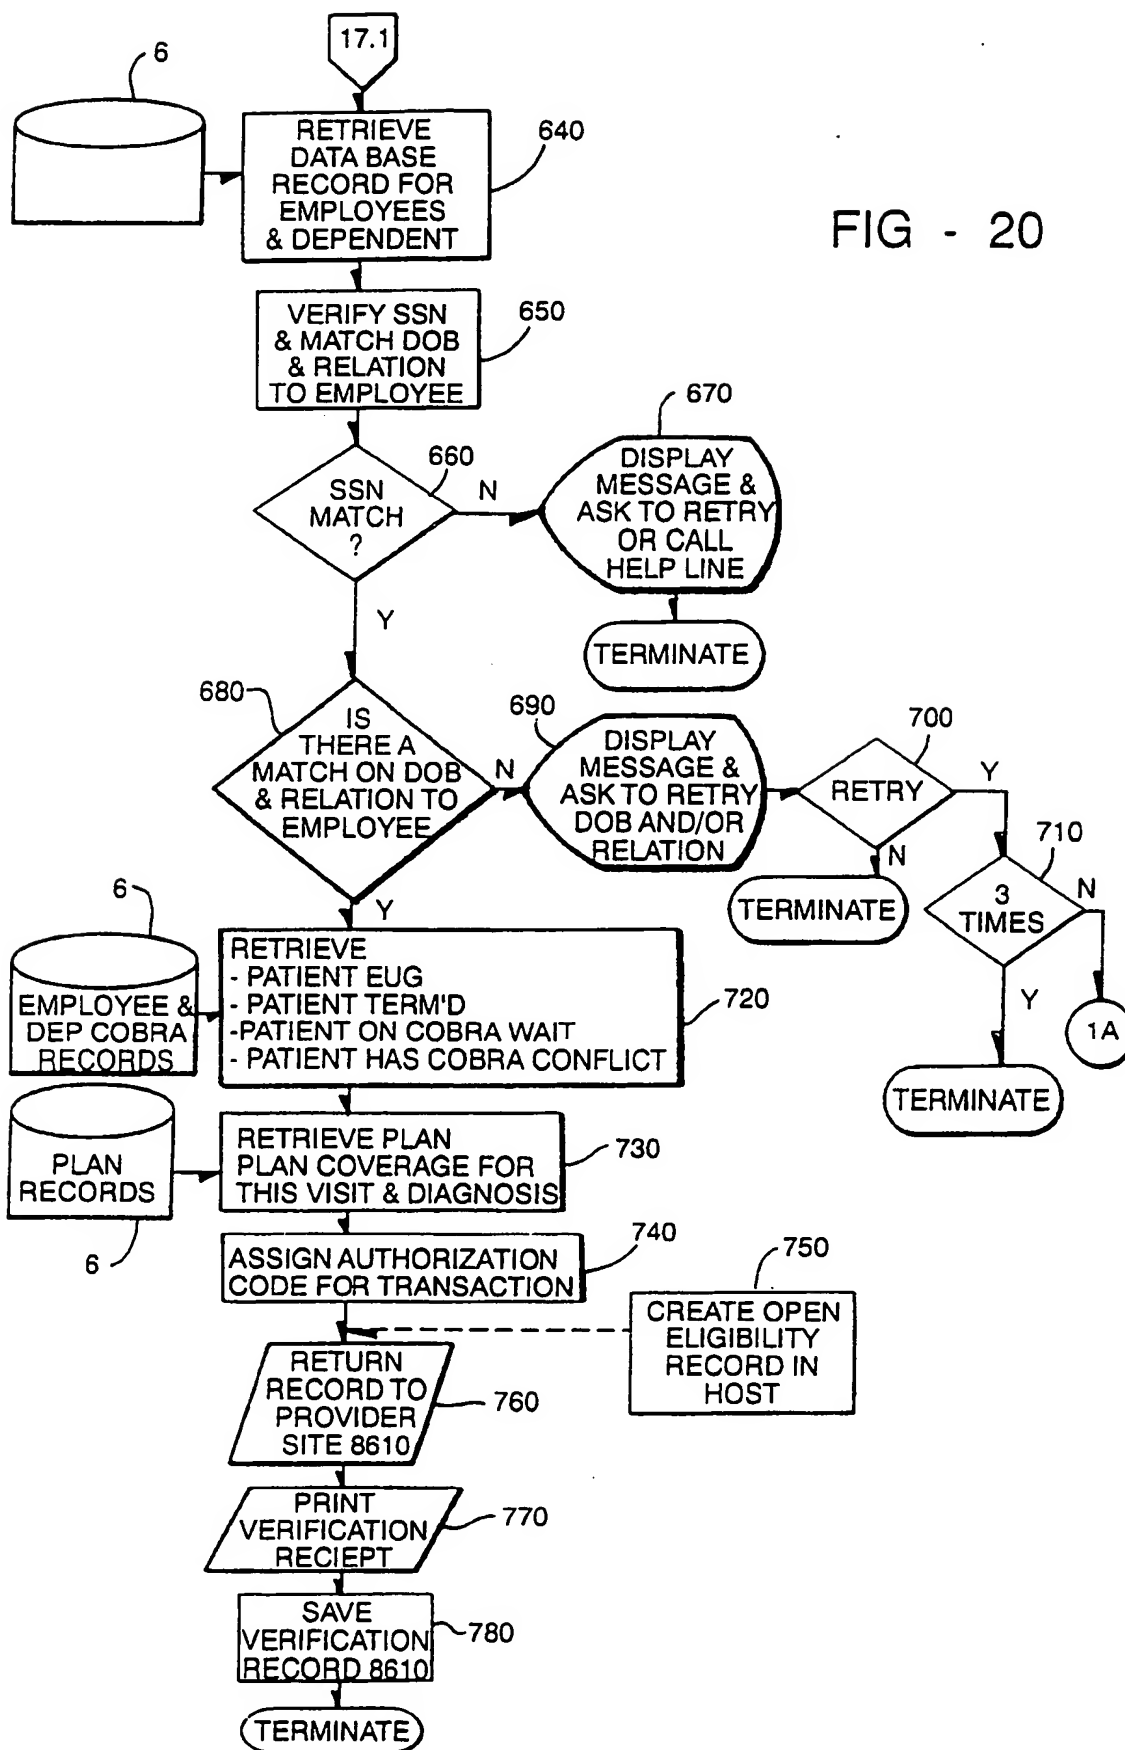 17.1
6
RETRIEVE
DATA BASE
RECORD FOR
EMPLOYEES
& DEPENDENT
640
FIG - 20
VERIFY SSN
& MATCH DOB
& RELATION
TO EMPLOYEE
650
SSN
MATCH
?
660
N
Y
670
DISPLAY
MESSAGE &
ASK TO RETRY
OR CALL
HELP LINE
TERMINATE
680
IS
THERE A
MATCH ON DOB
& RELATION TO
EMPLOYEE
N
Y
690
DISPLAY
MESSAGE &
ASK TO RETRY
DOB AND/OR
RELATION
700
RETRY
Y
N
TERMINATE
710
3
TIMES
N
Y
1A
TERMINATE
6
EMPLOYEE &
DEP COBRA
RECORDS
RETRIEVE
- PATIENT EUG
- PATIENT TERM'D
-PATIENT ON COBRA WAIT
- PATIENT HAS COBRA CONFLICT
720
PLAN
RECORDS
6
RETRIEVE PLAN
PLAN COVERAGE FOR
THIS VISIT & DIAGNOSIS
730
ASSIGN AUTHORIZATION
CODE FOR TRANSACTION
740
750
CREATE OPEN
ELIGIBILITY
RECORD IN
HOST
RETURN
RECORD TO
PROVIDER
SITE 8610
760
PRINT
VERIFICATION
RECIEPT
770
SAVE
VERIFICATION
RECORD 8610
780
TERMINATE